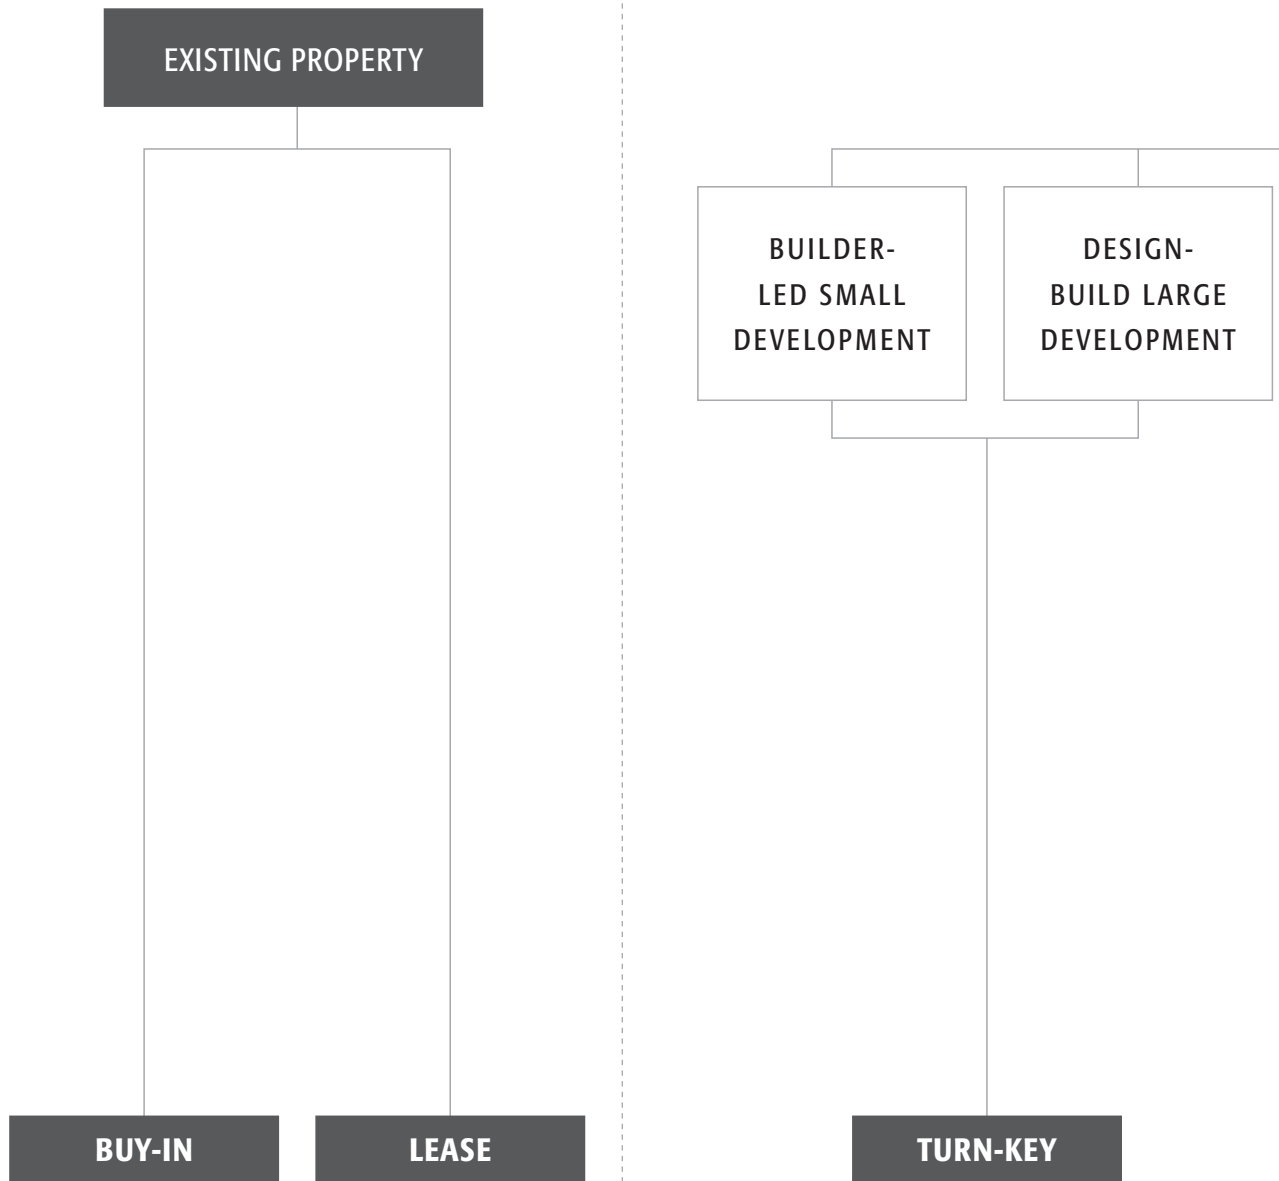 EXISTING PROPERTY
BUILDER-
LED SMALL
DEVELOPMENT
DESIGN-
BUILD LARGE
DEVELOPMENT
BUY-IN
LEASE
TURN-KEY